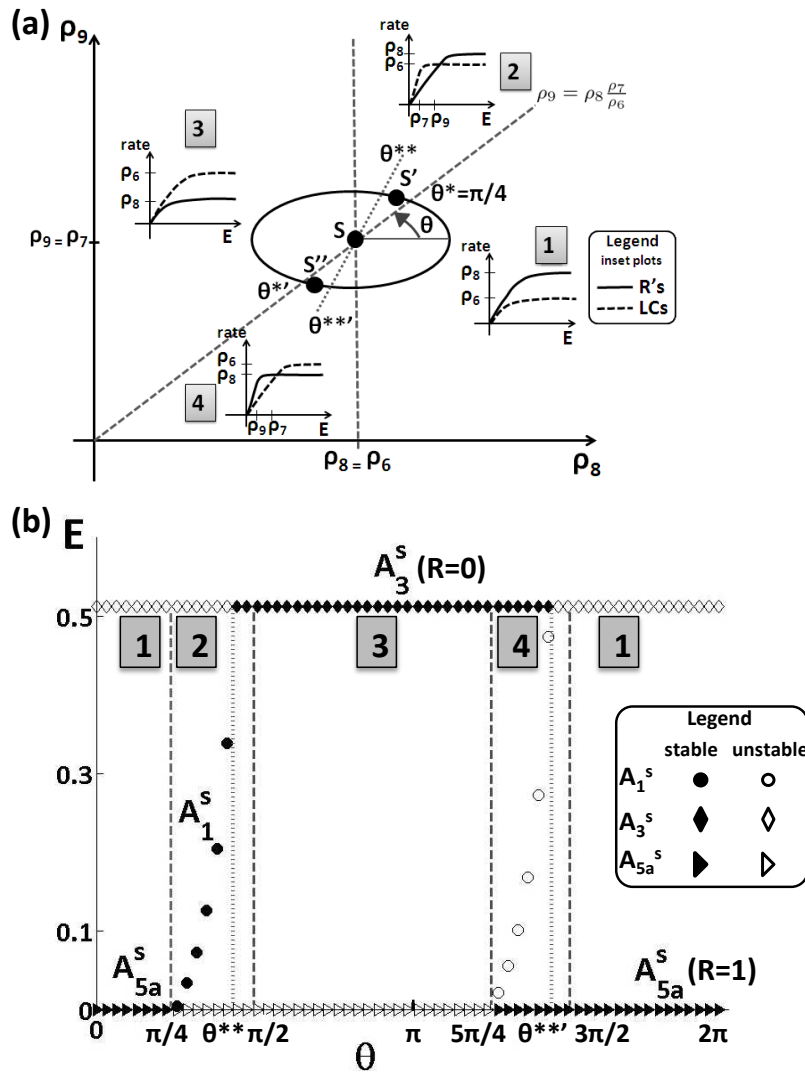 (a)
ρ9
rate
ρ8
ρ6
ρ7 ρ9
E
2
ρ9 = ρ8 ρ7/ρ6
3
rate
ρ6
ρ8
E
θ**
S'
θ*=π/4
S
θ
ρ9 = ρ7
S''
θ*'
θ**'
1
rate
ρ8
ρ6
E
Legend
inset plots
R's
LCs
rate
ρ6
ρ8
4
ρ9 ρ7
E
ρ8 = ρ6
ρ8
(b)
E
A3s (R=0)
0.5
1
2
3
4
1
Legend
stable unstable
A1s
A3s
A5as
0.3
A1s
0.1
A5as
A5as (R=1)
0
0 π/4 θ** π/2 π 5π/4 θ**' 3π/2 2π
θ